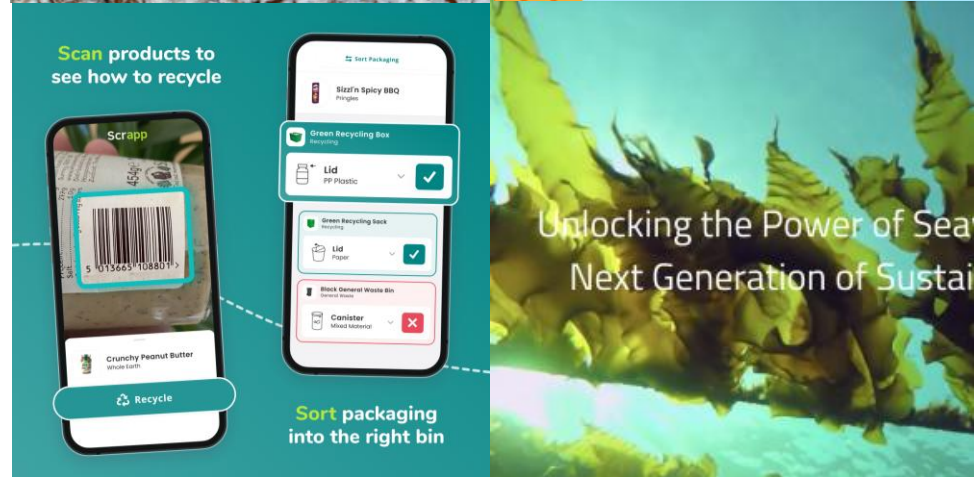 Scan products to
see how to recycle
Scrapp
454g
5 013665 108801 >
Crunchy Peanut Butter
Whole Earth
Recycle
Sort Packaging
Sizzl'n Spicy BBQ
Pringles
Green Recycling Box
Recycling
Lid
PP Plastic
Green Recycling Sack
Recycling
Lid
Paper
Black General Waste Bin
General Waste
Canister
Mixed Material
Sort packaging
into the right bin
Unlocking the Power of Sea
Next Generation of Sustai